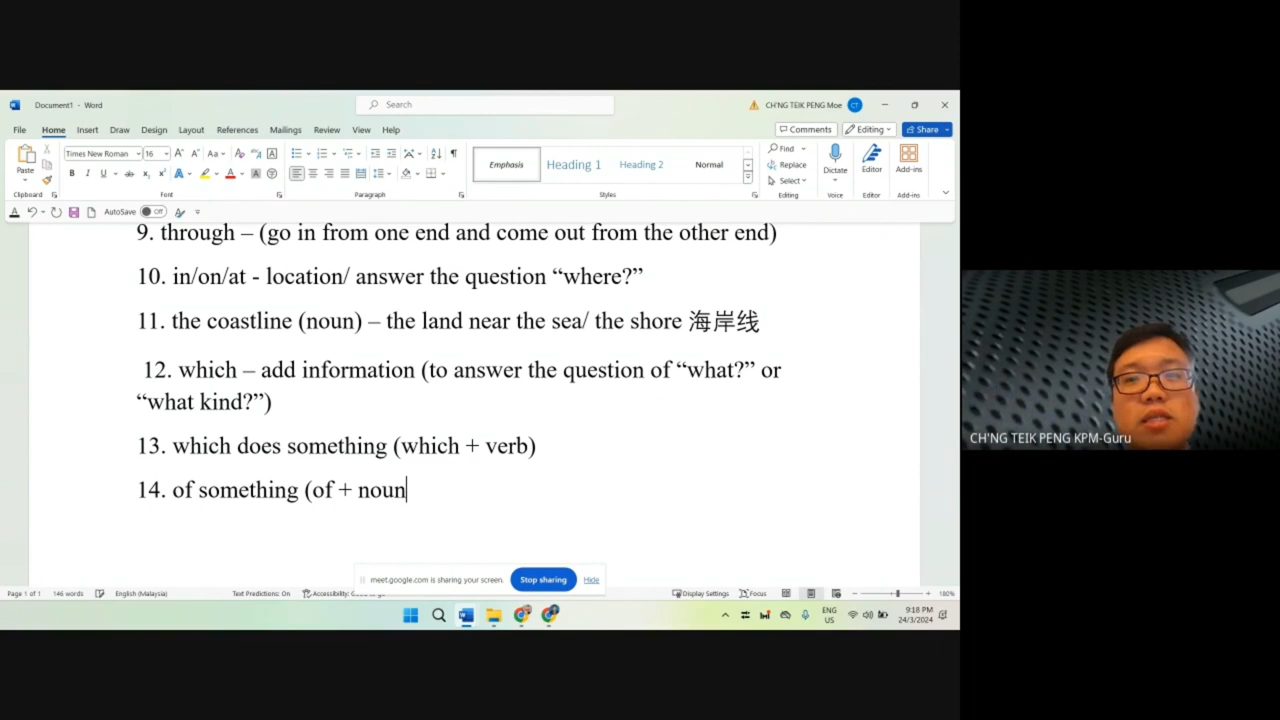 Document1 - Word
Search
CH'NG TEIK PENG Moe
CT
File Home Insert Draw Design Layout References Mailings Review View Help
Comments Editing Share
Paste
Times New Roman 16
Emphasis Heading 1 Heading 2 Normal
Find
Replace
Select
Dictate Editor Add-ins
Clipboard Font Paragraph Styles Editing Voice Editor Add-ins
AutoSave Off
9. through – (go in from one end and come out from the other end)
10. in/on/at - location/ answer the question “where?”
11. the coastline (noun) – the land near the sea/ the shore 海岸线
12. which – add information (to answer the question of “what?” or
“what kind?”)
13. which does something (which + verb)
14. of something (of + noun
CH'NG TEIK PENG KPM-Guru
meet.google.com is sharing your screen. Stop sharing Hide
Page 1 of 1 146 words English (Malaysia) Text Predictions: On Display Settings Focus 180%
ENG
US
9:18 PM
24/3/2024